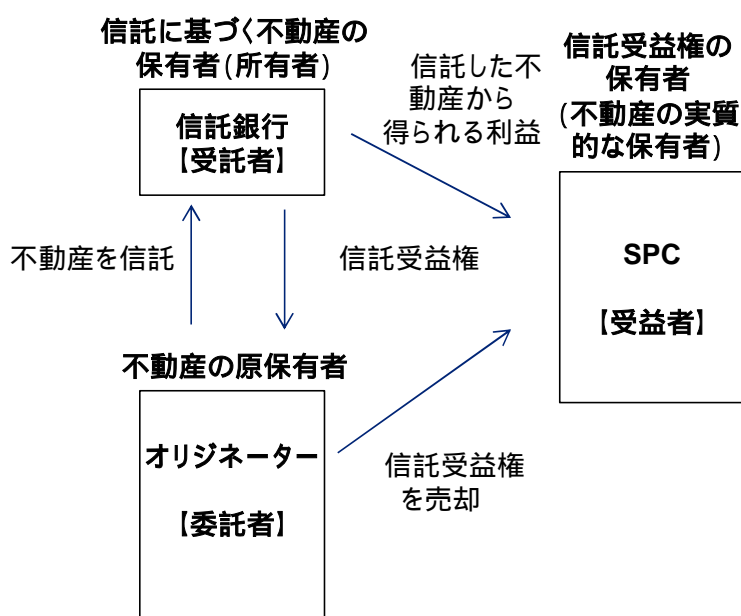 信託に基づく不動産の
保有者(所有者)
信託銀行
【受託者】
信託した不
動産から
得られる利益
信託受益権の
保有者
(不動産の実質
的な保有者)
不動産を信託
信託受益権
SPC
【受益者】
不動産の原保有者
オリジネーター
【委託者】
信託受益権
を売却